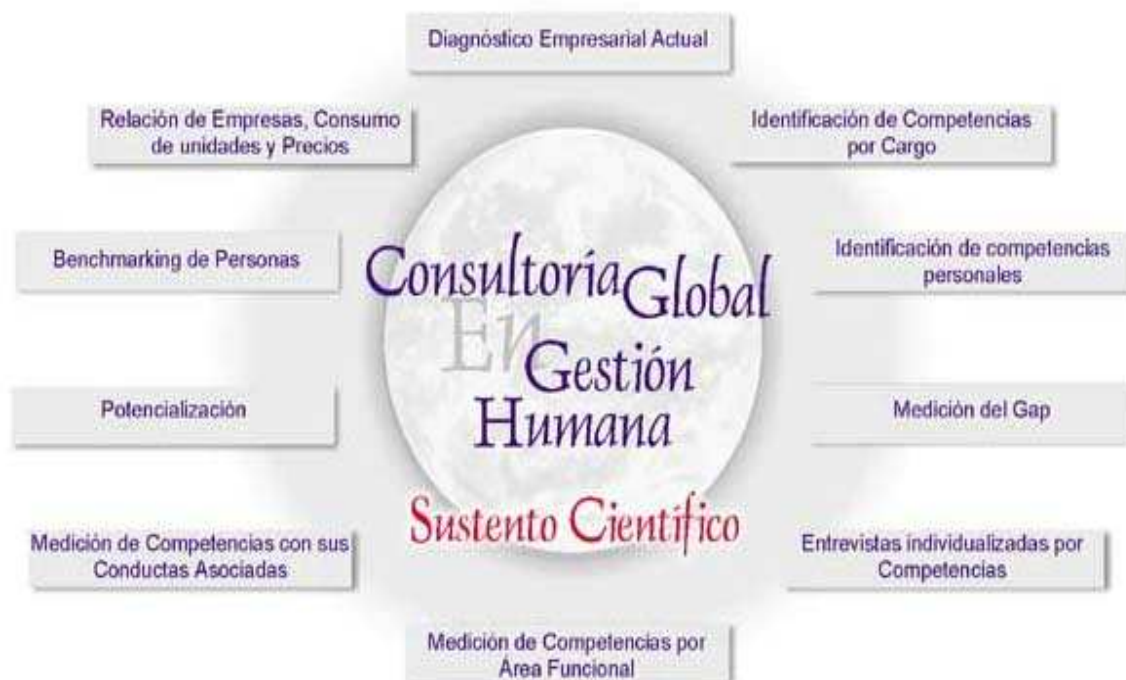 Diagnóstico Empresarial Actual
Relación de Empresas, Consumo
de unidades y Precios
Identificación de Competencias
por Cargo
Benchmarking de Personas
Identificación de competencias
personales
Consultoría Global
En
Gestión
Humana
Potencialización
Medición del Gap
Sustento Científico
Medición de Competencias con sus
Conductas Asociadas
Entrevistas individualizadas por
Competencias
Medición de Competencias por
Área Funcional